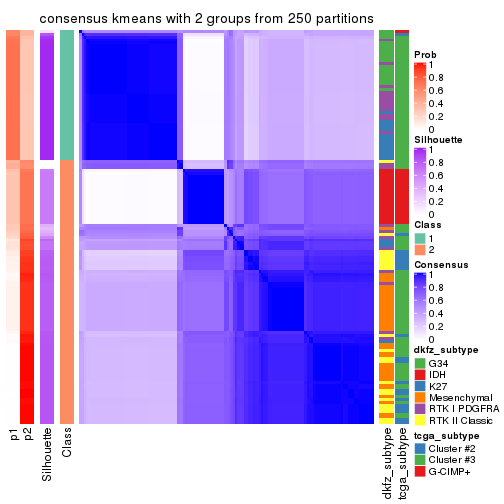 consensus kmeans with 2 groups from 250 partitions
Prob
1
0.8
0.6
0.4
0.2
0
Silhouette
1
0.8
0.6
0.4
0.2
0
Class
1
2
Consensus
1
0.8
0.6
0.4
0.2
0
dkfz_subtype
G34
IDH
K27
Mesenchymal
RTK I PDGFRA
RTK II Classic
tcga_subtype
Cluster #2
Cluster #3
G-CIMP+
p1
p2
Silhouette
Class
dkfz_subtype
tcga_subtype